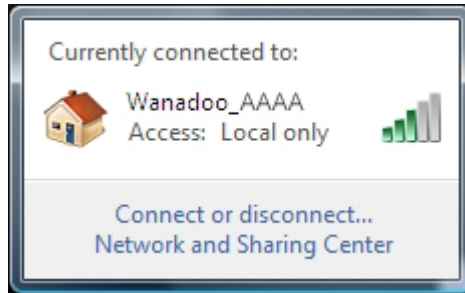 Currently connected to:
Wanadoo_AAAA
Access: Local only
Connect or disconnect...
Network and Sharing Center